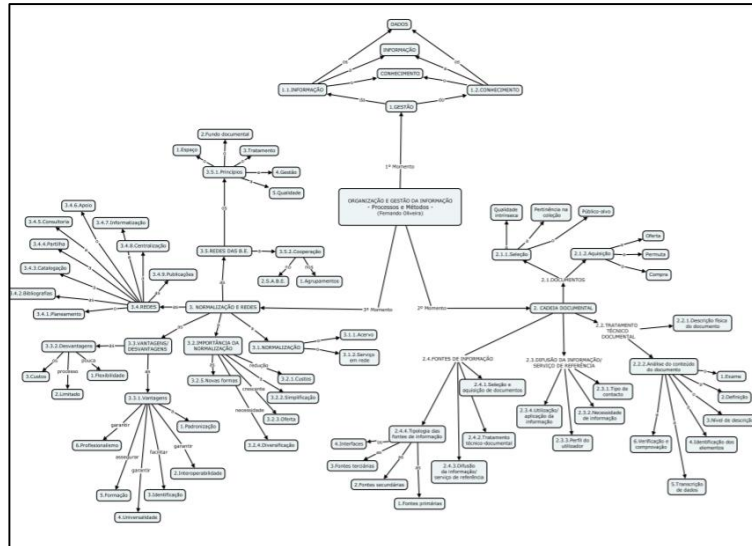 DADOS
INFORMAÇÃO
CONHECIMENTO
1.1.INFORMAÇÃO
1.2.CONHECIMENTO
1.GESTÃO
1º Momento
ORGANIZAÇÃO E GESTÃO DA INFORMAÇÃO
- Processos e Métodos -
(Fernando Oliveira)
2.Fundo documental
1.Espaço
3.Tratamento
3.5.1.Princípios
4.Gestão
5.Qualidade
3.4.6.Apoio
3.4.5.Consultoria
3.4.7.Informatização
3.4.4.Partilha
3.4.8.Centralização
3.4.3.Catalogação
3.4.9.Publicações
3.4.2.Bibliografias
3.4.1.Planeamento
3.4.REDES
3.5.REDES DAS B.E.
3.5.2.Cooperação
2.S.A.B.E.
1.Agrupamentos
3. NORMALIZAÇÃO E REDES
3º Momento
2º Momento
3.3.VANTAGENS/
DESVANTAGENS
3.3.2.Desvantagens
3.Custos
processos
2.Limitado
pouca
1.Flexibilidade
3.3.1.Vantagens
garantir
6.Profissionalismo
assegurar
5.Formação
garantir
4.Universalidade
facilitar
3.Identificação
garantir
2.Interoperabilidade
1.Padronização
3.2.IMPORTÂNCIA DA
NORMALIZAÇÃO
3.2.5.Novas formas
necessidade
3.2.4.Diversificação
crescente
3.2.3.Oferta
3.2.2.Simplificação
redução
3.2.1.Custos
3.1.NORMALIZAÇÃO
3.1.1.Acervo
3.1.2.Serviço
em rede
2. CADEIA DOCUMENTAL
2.1.DOCUMENTOS
2.1.1.Seleção
Qualidade
intrínseca
Pertinência na
coleção
Público-alvo
2.1.2.Aquisição
Oferta
Permuta
Compra
2.2.TRATAMENTO
TÉCNICO
DOCUMENTAL
2.2.1.Descrição física
do documento
2.2.2.Análise do conteúdo
do documento
1.Exame
2.Definição
3.Nível da descrição
4.Identificação dos
elementos
5.Transcrição
de dados
6.Verificação e
comprovação
2.3.DIFUSÃO DA INFORMAÇÃO/
SERVIÇO DE REFERÊNCIA
2.3.1.Tipo de
contacto
2.3.2.Necessidade
de informação
2.3.3.Perfil do
utilizador
2.3.4.Utilização/
aplicação da
informação
2.4.FONTES DE INFORMAÇÃO
2.4.1.Seleção e
aquisição de documentos
2.4.2.Tratamento
técnico-documental
2.4.3.Difusão
da informação/
serviço de referência
2.4.4.Topologia das
fontes de informação
4.Interfaces
3.Fontes terciárias
2.Fontes secundárias
1.Fontes primárias